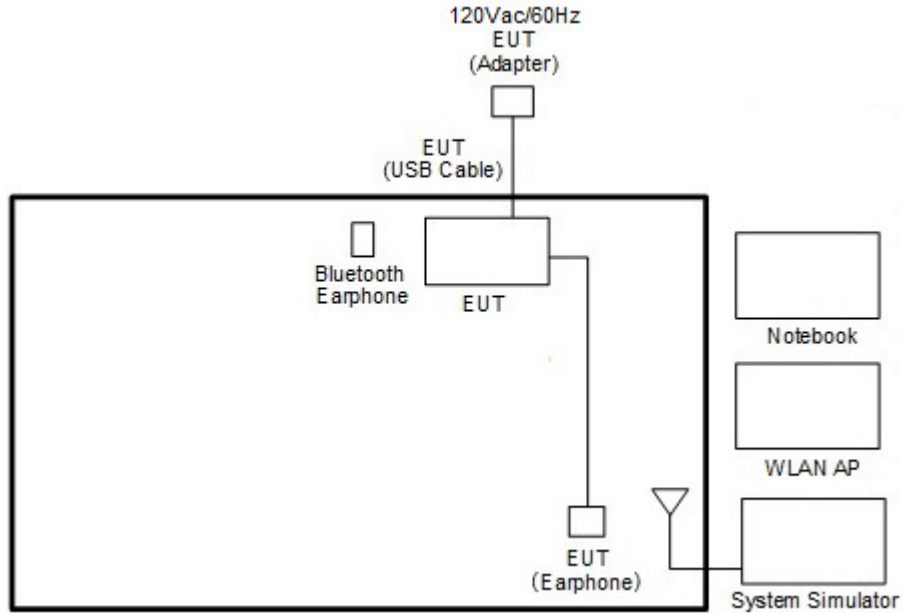 120Vac/60Hz
EUT
(Adapter)
EUT
(USB Cable)
Bluetooth
Earphone
EUT
Notebook
WLAN AP
EUT
(Earphone)
System Simulator